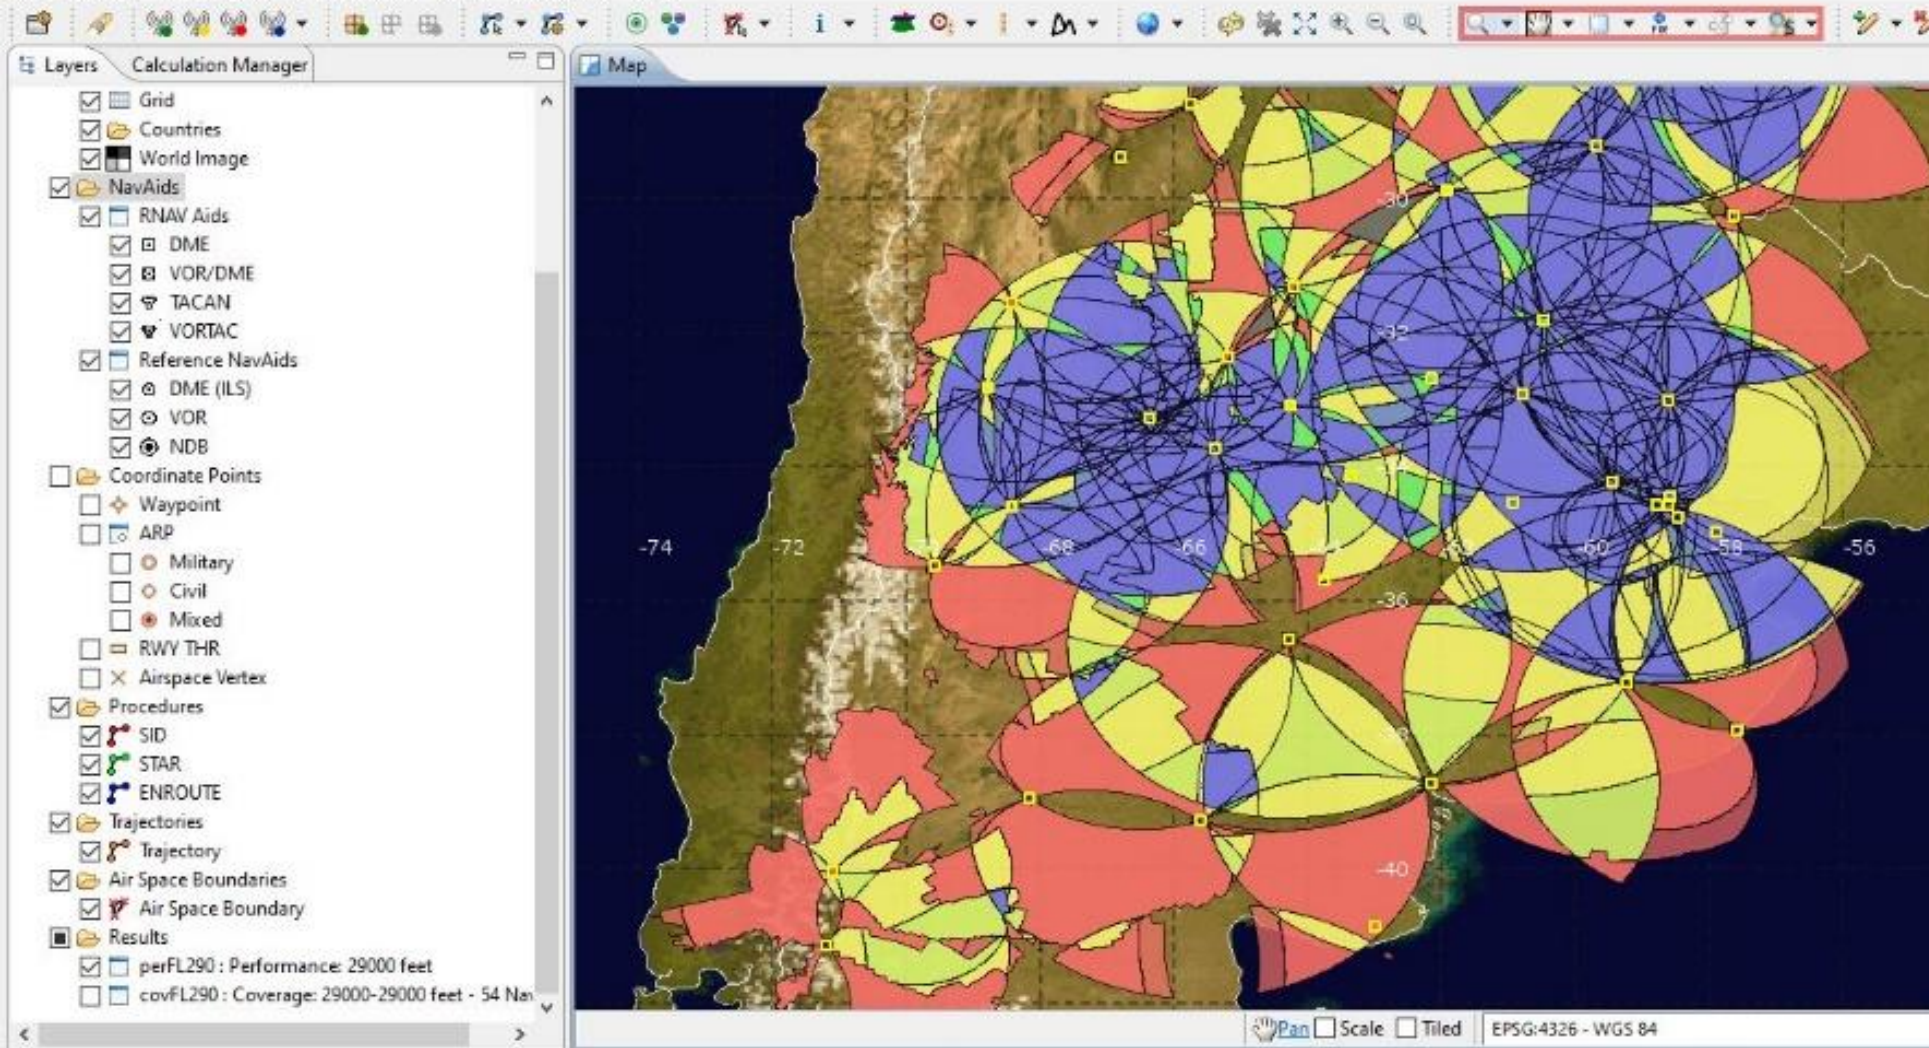 Layers
Calculation Manager
Map
Grid
Countries
World Image
NavAids
RNAV Aids
DME
VOR/DME
TACAN
VORTAC
Reference NavAids
DME (ILS)
VOR
NDB
Coordinate Points
Waypoint
ARP
Military
Civil
Mixed
RWY THR
Airspace Vertex
Procedures
SID
STAR
ENROUTE
Trajectories
Trajectory
Air Space Boundaries
Air Space Boundary
Results
perFL290 : Performance: 29000 feet
covFL290 : Coverage: 29000-29000 feet - 54 Nav
-30
-32
-74
-72
-68
-66
-60
-58
-56
-36
-40
Pan
Scale
Tiled
EPSG:4326 - WGS 84